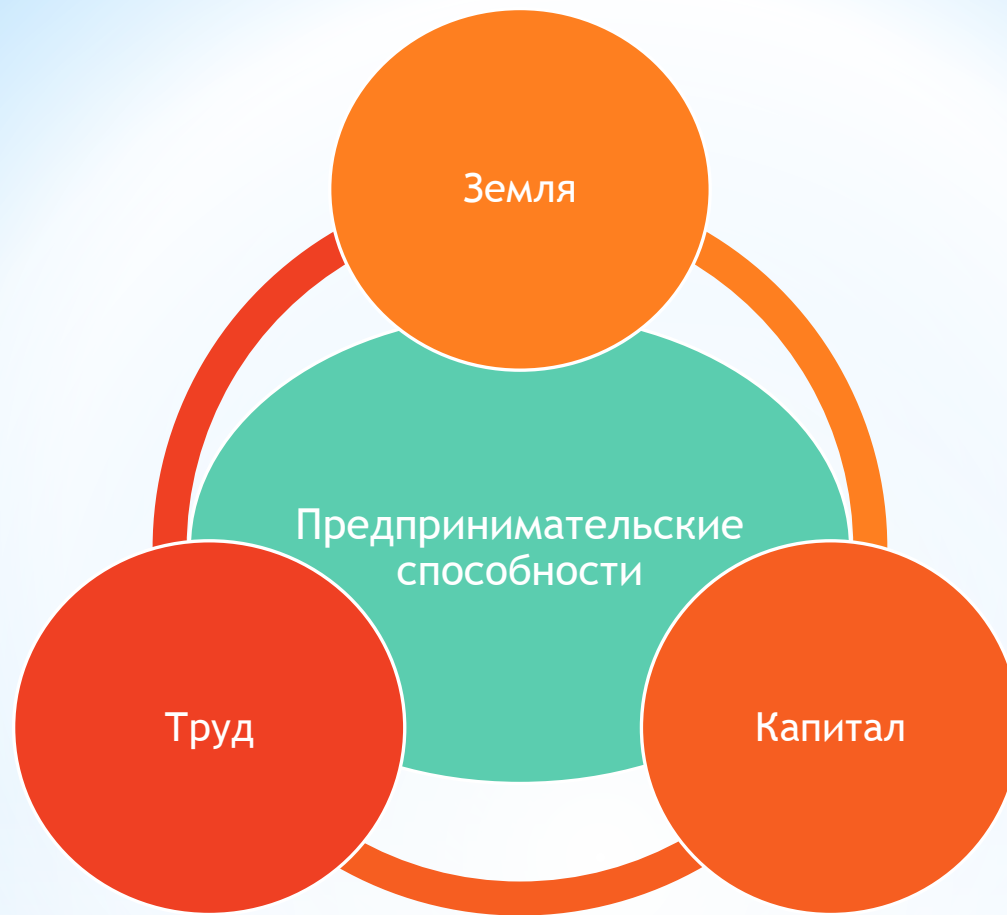 Земля
Предпринимательские
способности
Труд
Капитал